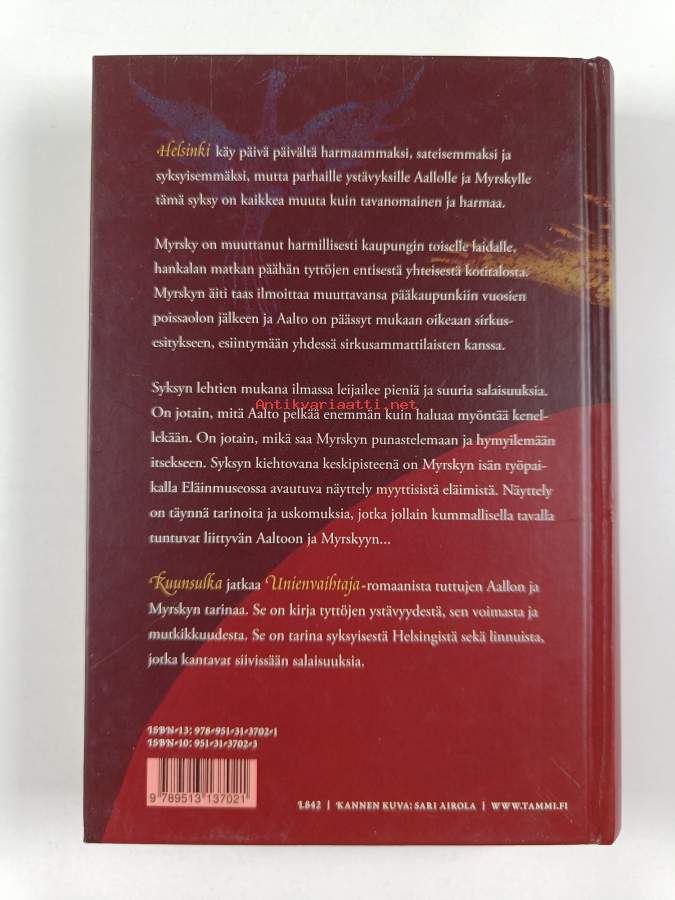 Helsinki käy päivä päivältä harmaammaksi, sateisemmaksi ja
syksyisemmäksi, mutta parhaille ystävyksille Aallolle ja Myrskylle
tämä syksy on kaikkea muuta kuin tavanomainen ja harmaa.
Myrsky on muuttanut harmillisesti kaupungin toiselle laidalle,
hankalan matkan päähän tyttöjen entisestä yhteisestä kotitalosta.
Myrskyn äiti taas ilmoittaa muuttavansa pääkaupunkiin vuosien
poissaolon jälkeen ja Aalto on päässyt mukaan oikeaan sirkus-
esitykseen, esiintymään yhdessä sirkusammattilaisten kanssa.
Syksyn lehtien mukana ilmassa leijailee pieniä ja suuria salaisuuksia.
Antikvariaatti.net
On jotain, mitä Aalto pelkää enemmän kuin haluaa myöntää kenel-
lekään. On jotain, mikä saa Myrskyn punastelemaan ja hymyilemään
itsekseen. Syksyn kiehtovana keskipisteenä on Myrskyn isän työpai-
kalla Eläinmuseossa avautuva näyttely myyttisistä eläimistä. Näyttely
on täynnä tarinoita ja uskomuksia, jotka jollain kummallisella tavalla
tuntuvat liittyvän Aaltoon ja Myrskyyn...
Kuunsulka jatkaa Unienvaihtaja-romaanista tuttujen Aallon ja
Myrskyn tarinaa. Se on kirja tyttöjen ystävyydestä, sen voimasta ja
mutkikkuudesta. Se on tarina syksyisestä Helsingistä sekä linnuista,
jotka kantavat siivissään salaisuuksia.
ISBN-13: 978-951-31-3702-1
ISBN-10: 951-31-3702-3
9 789513 137021
L842 | KANNEN KUVA: SARI AIROLA | WWW.TAMMI.FI